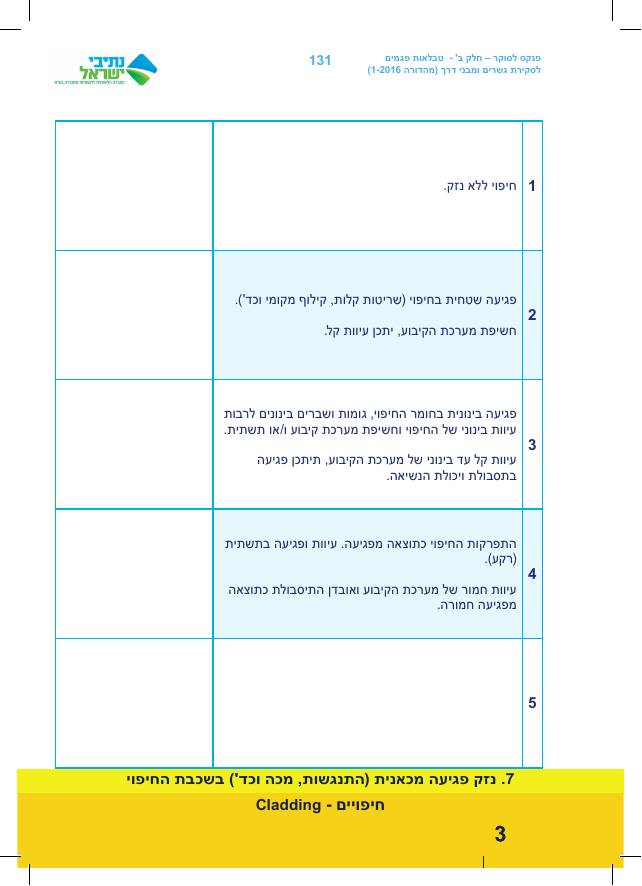 פנקס לסוקר – חלק ב' - טבלאות פגמים
לסקירת גשרים ומבני דרך (מהדורה 1-2016)
131
נתיבי
ישראל
1
חיפוי ללא נזק.
2
פגיעה שטחית בחיפוי (שריטות קלות, קילוף מקומי וכד').
חשיפת מערכת הקיבוע, יתכן עיוות קל.
3
פגיעה בינונית בחומר החיפוי, גומות ושברים בינונים לרבות
עיוות בינוני של החיפוי וחשיפת מערכת קיבוע ו/או תשתית.
עיוות קל עד בינוני של מערכת הקיבוע, תיתכן פגיעה
בתסבולת ויכולת הנשיאה.
4
התפרקות החיפוי כתוצאה מפגיעה. עיוות ופגיעה בתשתית
(רקע).
עיוות חמור של מערכת הקיבוע ואובדן התיסבולת כתוצאה
מפגיעה חמורה.
5
7. נזק פגיעה מכאנית (התנגשות, מכה וכד') בשכבת החיפוי
חיפויים - Cladding
3